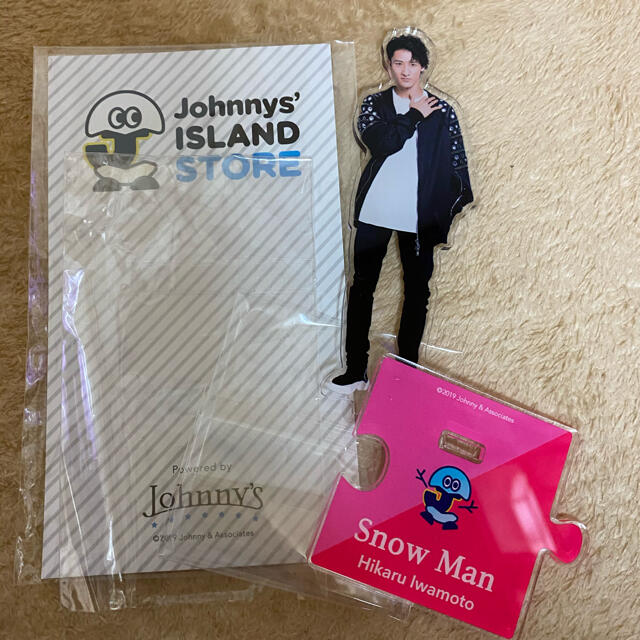 Johnnys'
ISLAND
STORE
Powered by
Johnny's
©2019 Johnny & Associates
©2019 Johnny & Associates
Snow Man
Hikaru Iwamoto